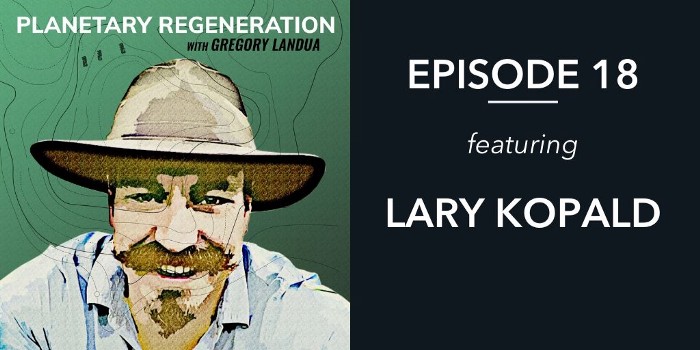 PLANETARY REGENERATION
WITH GREGORY LANDUA
EPISODE 18
featuring
LARY KOPALD